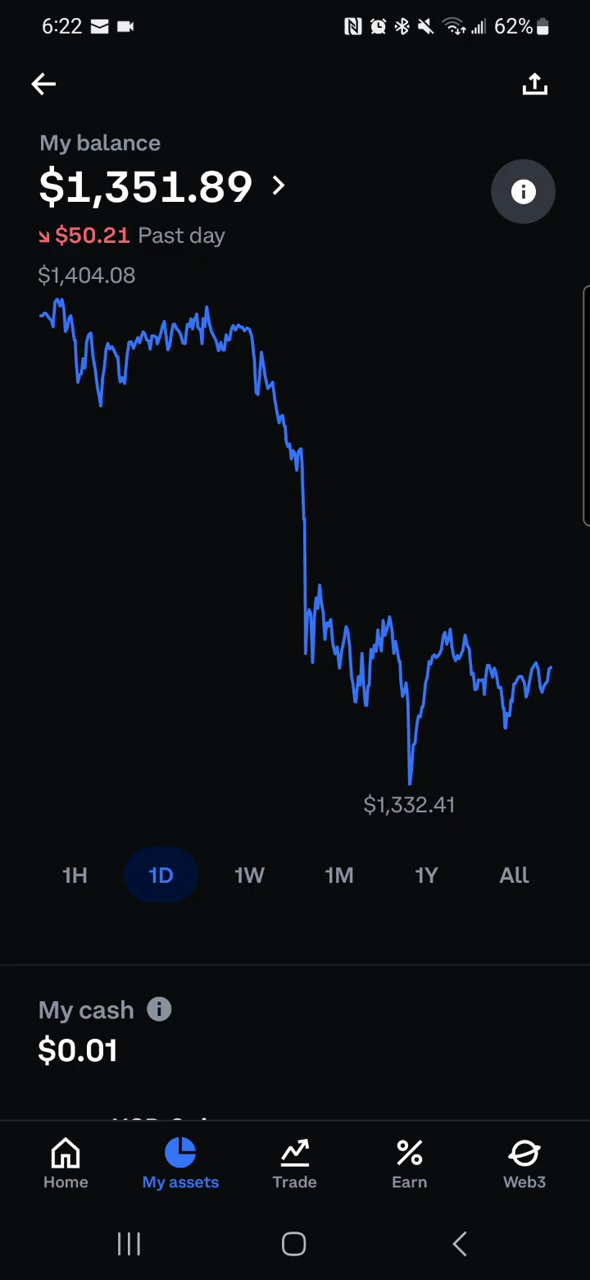 6:22 62%
My balance
$1,351.89
$50.21 Past day
$1,404.08
$1,332.41
1H 1D 1W 1M 1Y All
My cash
$0.01
Home My assets Trade Earn Web3